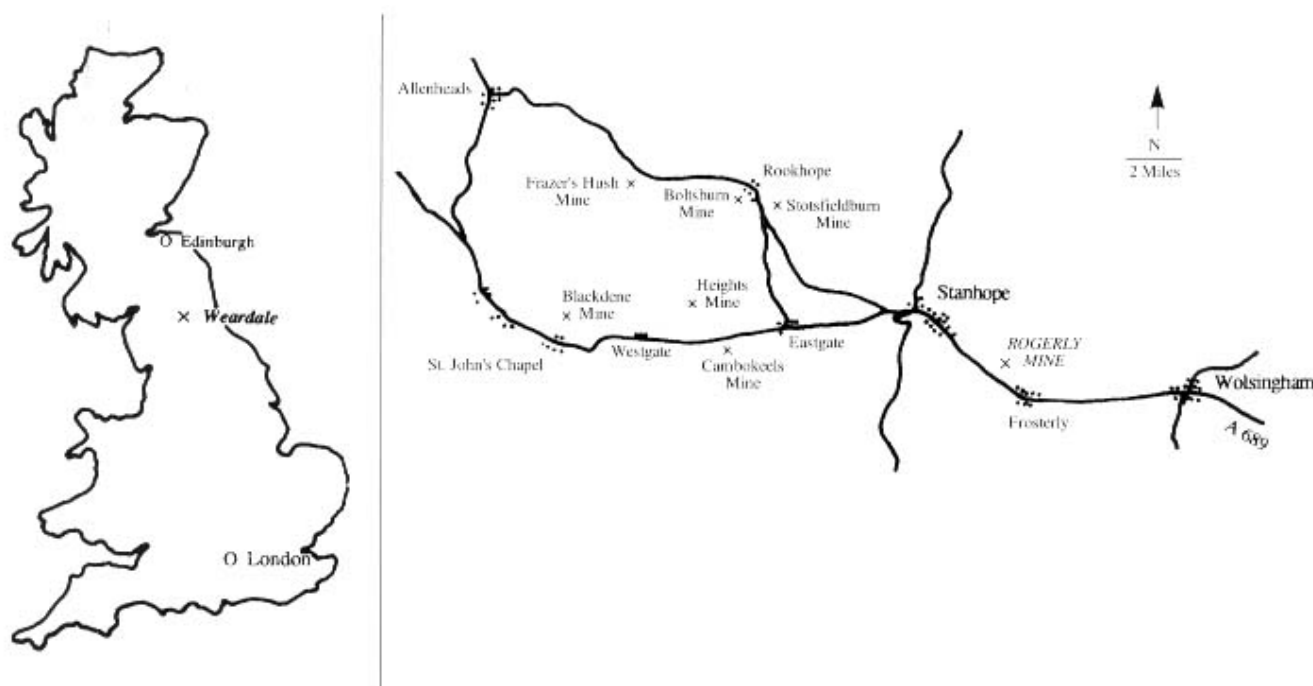 O Edinburgh
Weardale
O London
Allenheads
Frazer's Hush
Mine
Rookhope
Boltsburn
Mine
Stotsfieldburn
Mine
N
2 Miles
Blackdene
Mine
Heights
Mine
Stanhope
St. John's Chapel
Westgate
Cambokeels
Mine
Eastgate
ROGERLY
MINE
Frosterly
Wolsingham
A 689